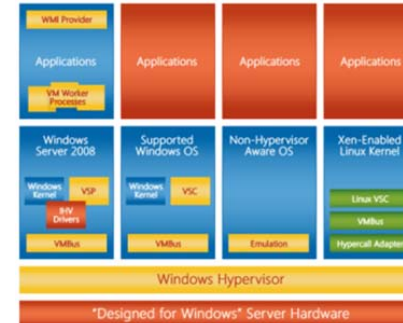 WMI Provider
Applications
VM Worker
Processes
Applications
Applications
Applications
Windows
Server 2008
Windows
Kernel
VSP
IHV
Drivers
VMBus
Supported
Windows OS
Windows
Kernel
VSC
VMBus
Non-Hypervisor
Aware OS
Emulation
Xen-Enabled
Linux Kernel
Linux VSC
VMBus
Hypercall Adapter
Windows Hypervisor
"Designed for Windows" Server Hardware